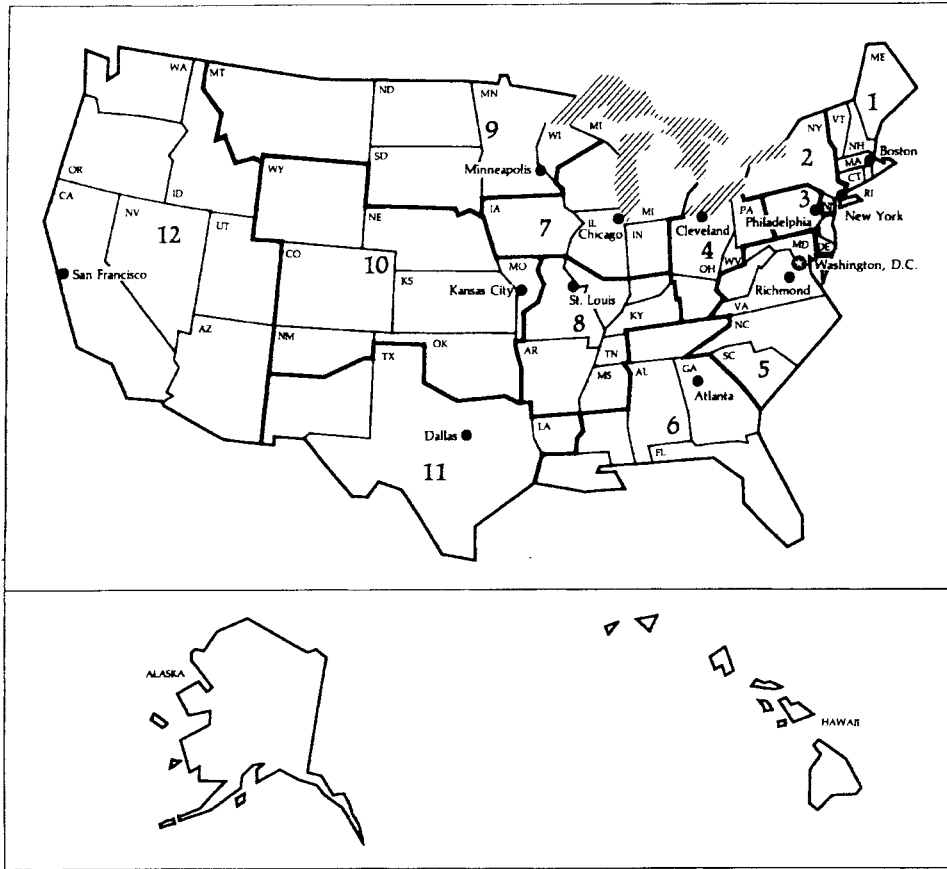 WA
MT
ND
MN
ME
9
WI
MI
NY
VT
1
NH
MA
Boston
CT
RI
2
OR
ID
WY
SD
Minneapolis
CA
NV
UT
NE
IA
7
IL
Chicago
MI
IN
Cleveland
4
OH
PA
3
Philadelphia
NJ
New York
12
CO
10
KS
MO
Kansas City
St. Louis
8
WV
MD
DE
Washington, D.C.
Richmond
VA
San Francisco
AZ
NM
TX
OK
AR
KY
TN
NC
SC
5
MS
AL
GA
Atlanta
6
FL
LA
Dallas
11
ALASKA
HAWAII